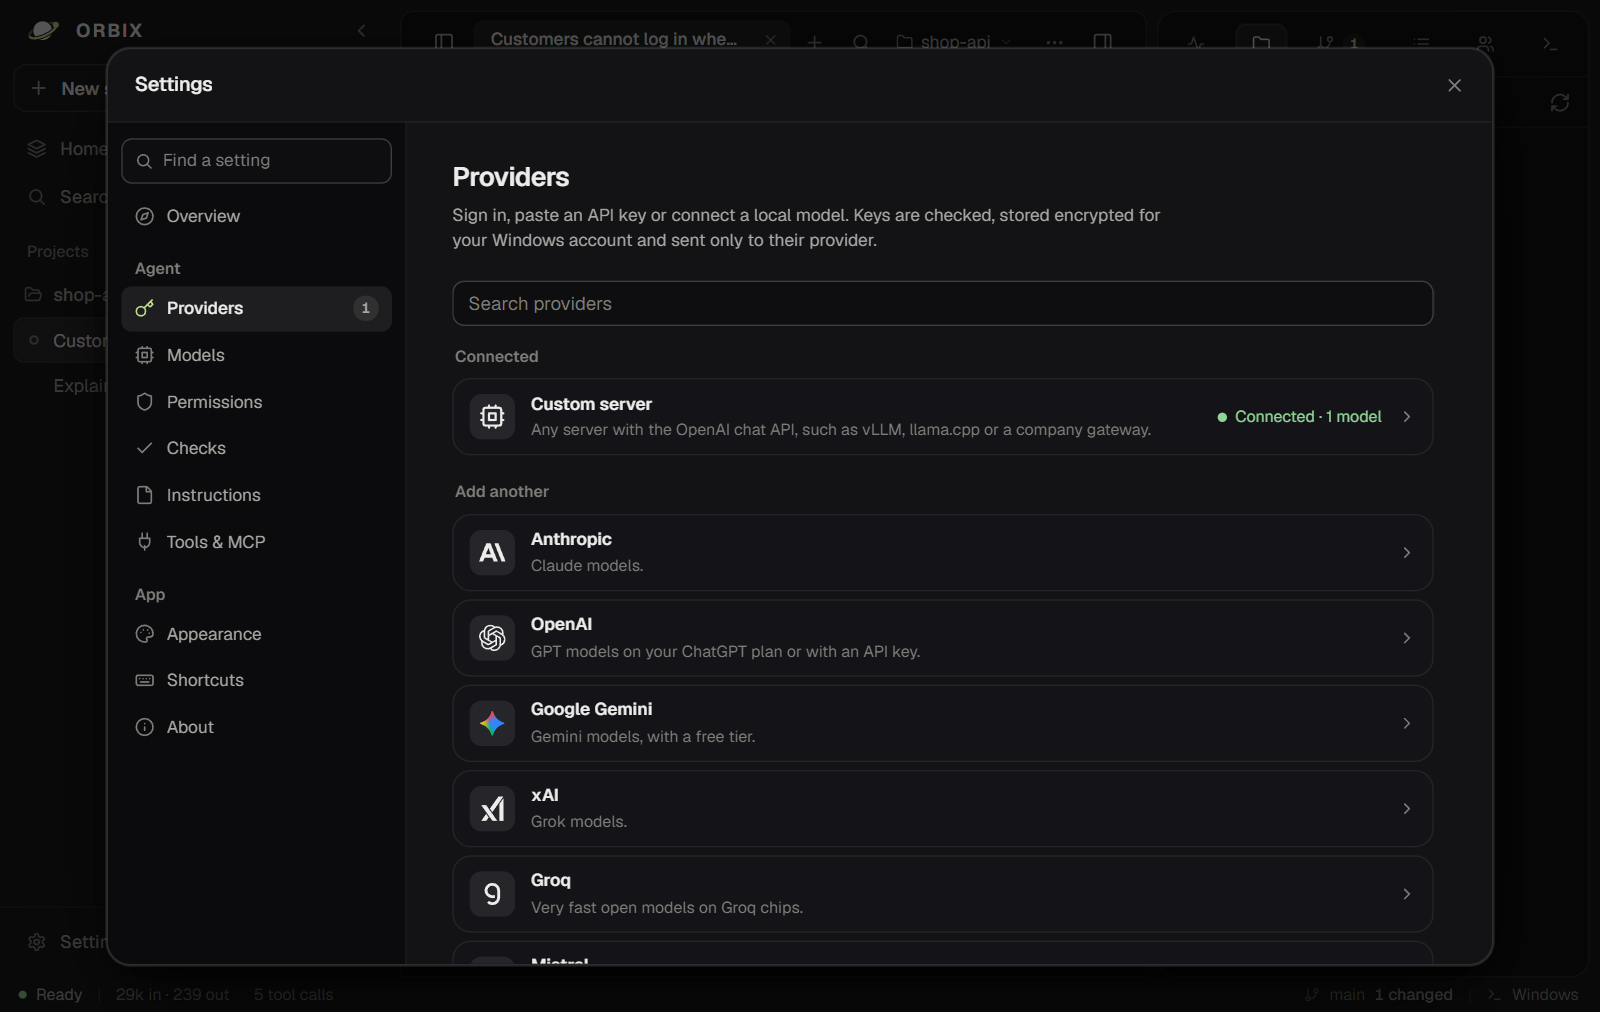 ORBIX
Customers cannot log in whe...
shop-api
1
Settings
New
Home
Find a setting
Searc
Overview
Projects
Agent
shop-a
Providers
1
Custor
Models
Explai
Permissions
Checks
Instructions
Tools & MCP
App
Appearance
Shortcuts
About
Settin
Providers
Sign in, paste an API key or connect a local model. Keys are checked, stored encrypted for
your Windows account and sent only to their provider.
Search providers
Connected
Custom server
Any server with the OpenAI chat API, such as vLLM, llama.cpp or a company gateway.
Connected · 1 model
Add another
Anthropic
Claude models.
OpenAI
GPT models on your ChatGPT plan or with an API key.
Google Gemini
Gemini models, with a free tier.
xAI
Grok models.
Groq
Very fast open models on Groq chips.
Mistral
Ready
29k in · 239 out
5 tool calls
main 1 changed
Windows